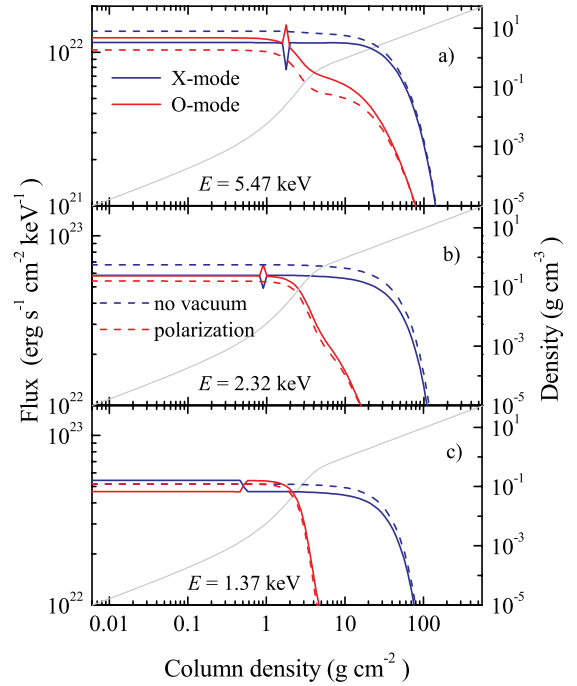 10^22
10^1
a)
X-mode
10^-1
O-mode
10^-3
E = 5.47 keV
10^21
10^-5
10^23
10^1
b)
10^-1
no vacuum
polarization
10^-3
E = 2.32 keV
10^22
10^-5
10^23
10^1
c)
10^-1
10^-3
E = 1.37 keV
10^22
10^-5
0.01
0.1
1
10
100
Column density (g cm^-2)
Flux (erg s^-1 cm^-2 keV^-1)
Density (g cm^-3)